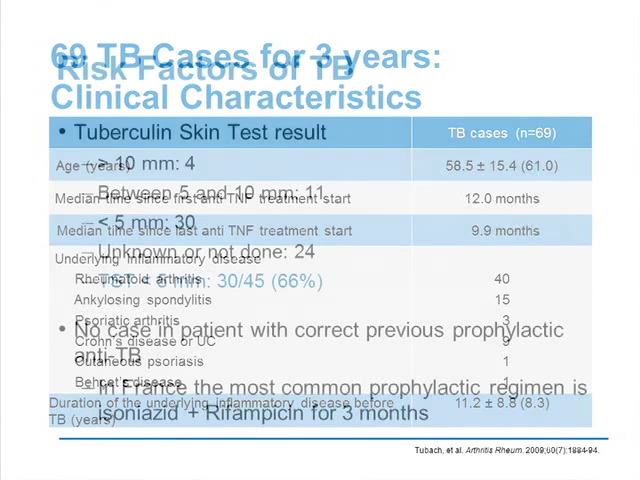 69 TB Cases for 3 years:
Clinical Characteristics
TB cases (n=69)
Age (years) 58.5 ± 15.4 (61.0)
Median time since first anti TNF treatment start 12.0 months
Median time since last anti TNF treatment start 9.9 months
Underlying inflammatory disease
Rheumatoid arthritis 40
Ankylosing spondylitis 15
Psoriatic arthritis 3
Crohn's disease or UC 9
Cutaneous psoriasis 1
Behcet's disease 1
Duration of the underlying inflammatory disease before 11.2 ± 8.8 (8.3)
TB (years)
Risk Factors of TB
• Tuberculin Skin Test result
– > 10 mm: 4
– Between 5 and 10 mm: 11
– < 5 mm: 30
– Unknown or not done: 24
– TST < 5 mm: 30/45 (66%)
• No case in patient with correct previous prophylactic
anti-TB
– In France the most common prophylactic regimen is
isoniazid + Rifampicin for 3 months
Tubach, et al. Arthritis Rheum. 2009;60(7):1884-94.